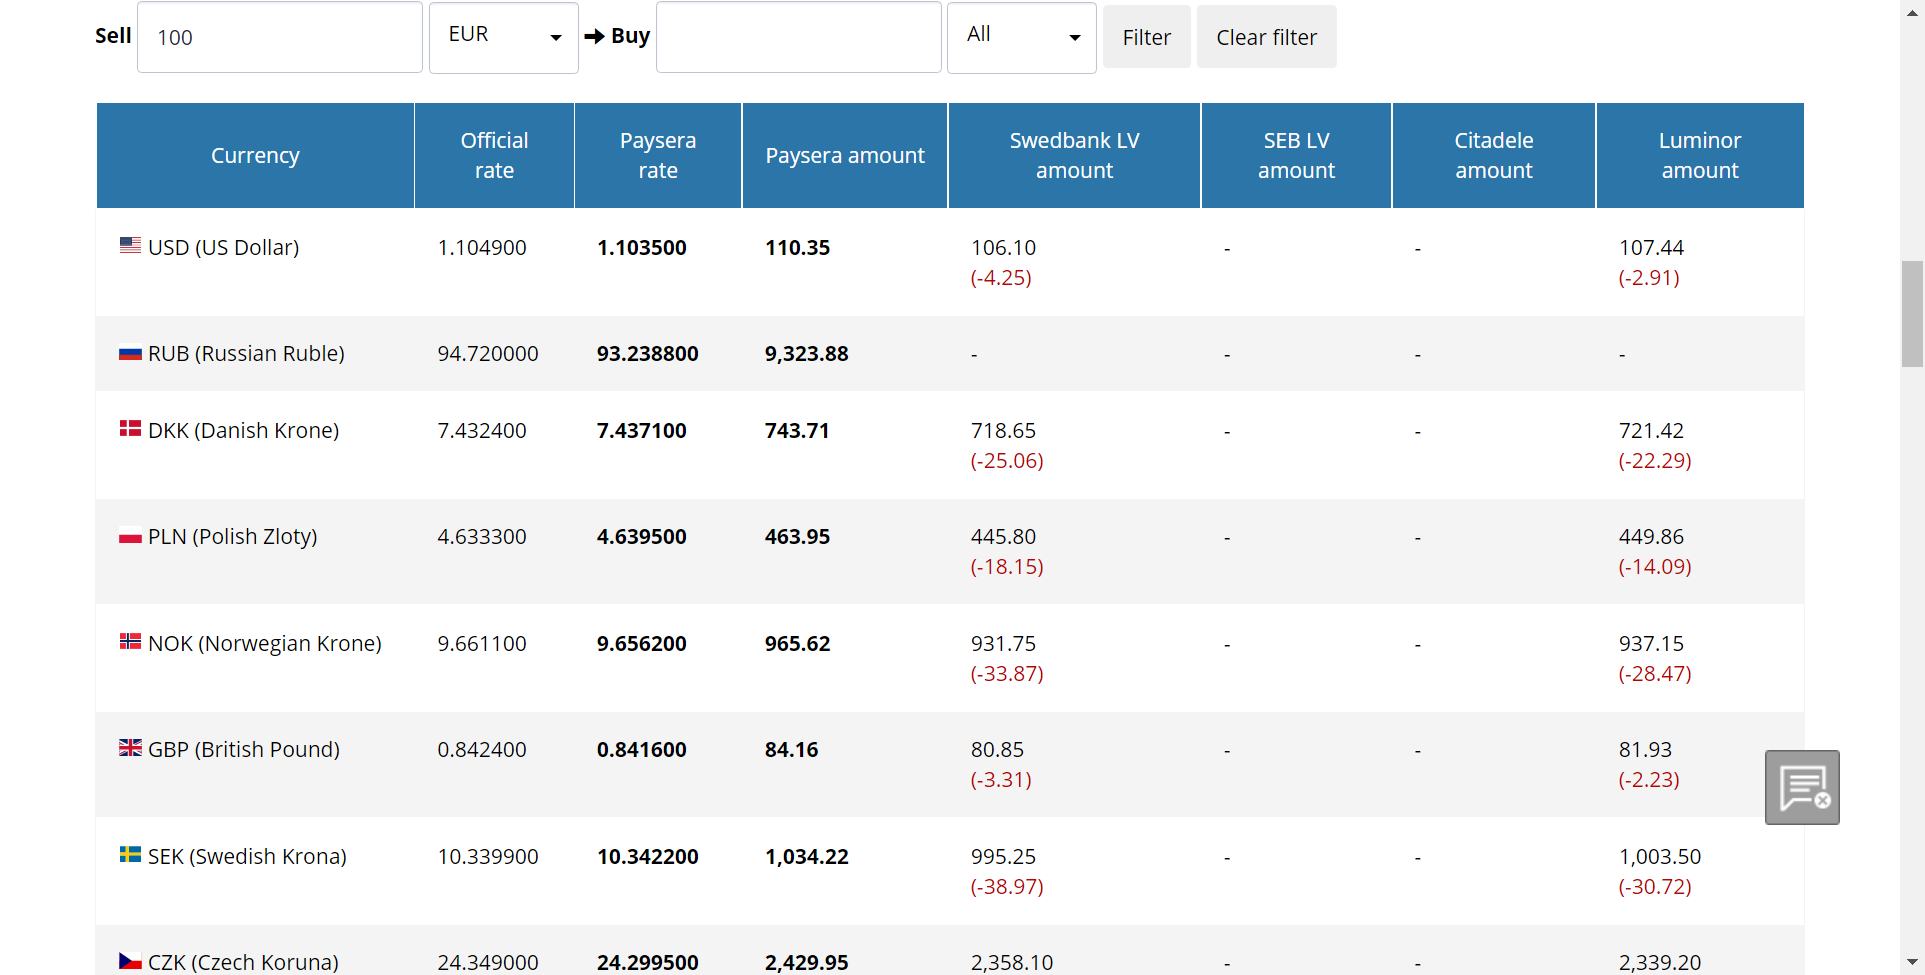 Sell 100 EUR Buy All Filter Clear filter
Currency Official rate Paysera rate Paysera amount Swedbank LV amount SEB LV amount Citadele amount Luminor amount
USD (US Dollar) 1.104900 1.103500 110.35 106.10 - - 107.44
(-4.25) (-2.91)
RUB (Russian Ruble) 94.720000 93.238800 9,323.88 - - - -
DKK (Danish Krone) 7.432400 7.437100 743.71 718.65 - - 721.42
(-25.06) (-22.29)
PLN (Polish Zloty) 4.633300 4.639500 463.95 445.80 - - 449.86
(-18.15) (-14.09)
NOK (Norwegian Krone) 9.661100 9.656200 965.62 931.75 - - 937.15
(-33.87) (-28.47)
GBP (British Pound) 0.842400 0.841600 84.16 80.85 - - 81.93
(-3.31) (-2.23)
SEK (Swedish Krona) 10.339900 10.342200 1,034.22 995.25 - - 1,003.50
(-38.97) (-30.72)
CZK (Czech Koruna) 24.349000 24.299500 2,429.95 2,358.10 - - 2,339.20